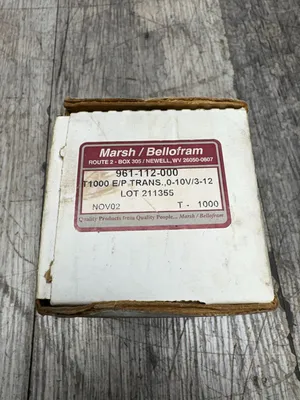 Marsh / Bellofram
ROUTE 2 - BOX 305 / NEWELL, WV 26050-0607
961-112-000
T1000 E/P TRANS.,0-10V/3-12
LOT 211355
NOV02 T - 1000
Quality Products from Quality People... Marsh / Bellofram